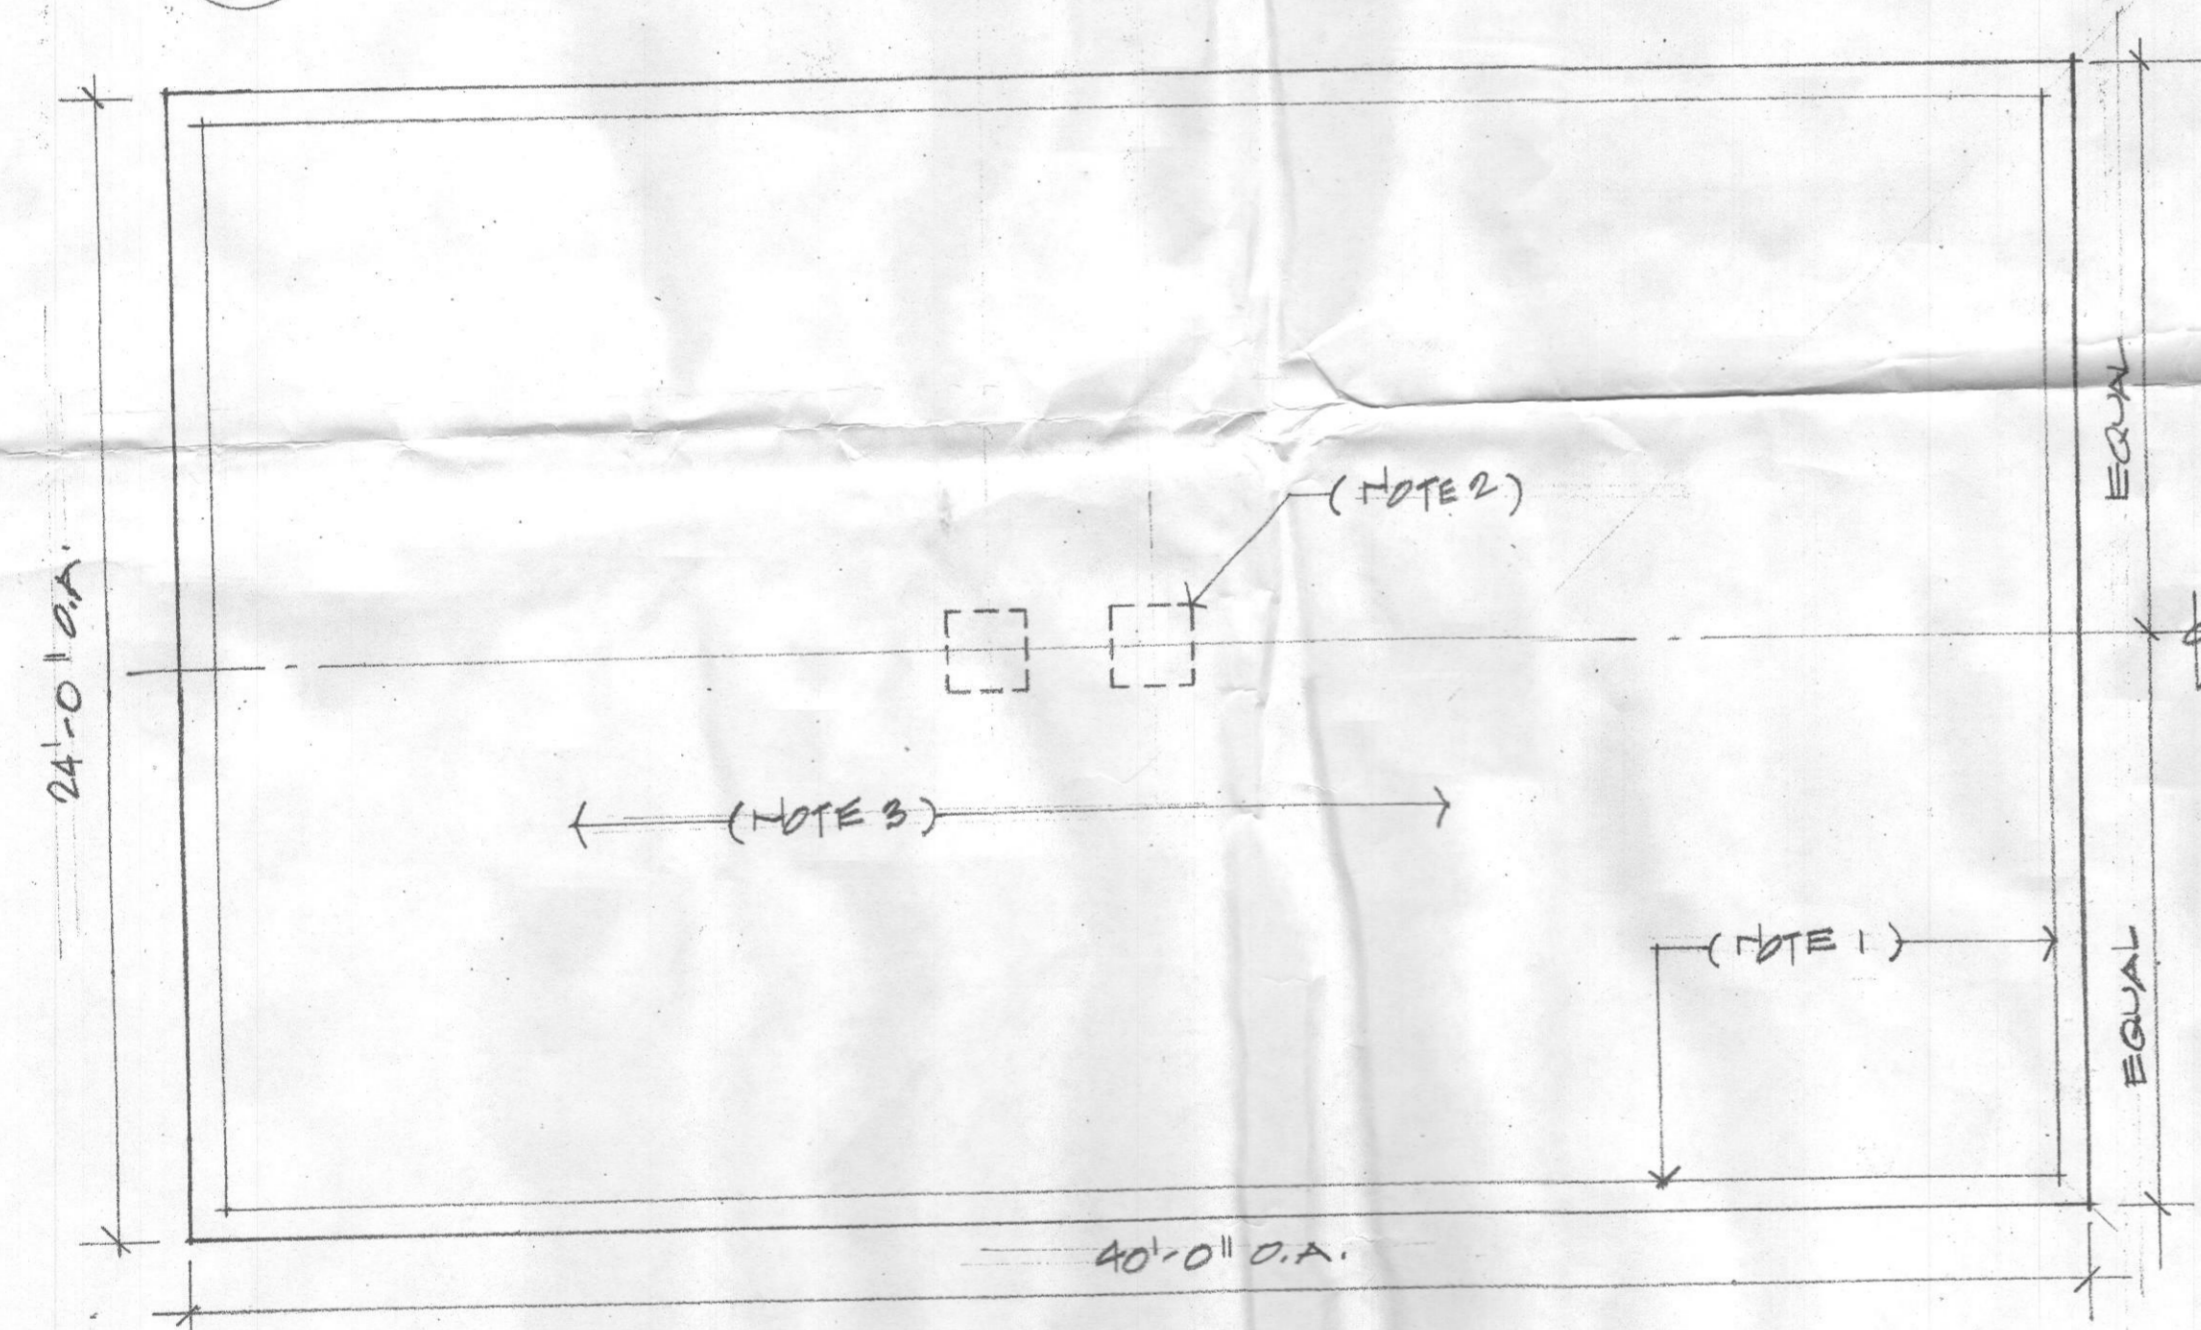 EQUAL
(NOTE 2)
24'-0" O.A.
(NOTE 3)
(NOTE 1)
EQUAL
40'-0" O.A.